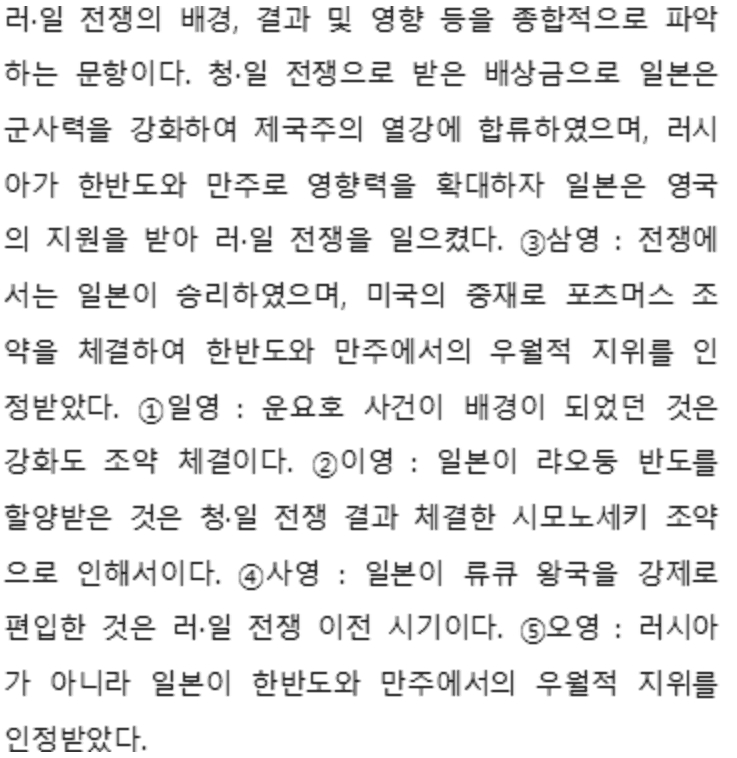 러·일 전쟁의 배경, 결과 및 영향 등을 종합적으로 파악
하는 문항이다. 청·일 전쟁으로 받은 배상금으로 일본은
군사력을 강화하여 제국주의 열강에 합류하였으며, 러시
아가 한반도와 만주로 영향력을 확대하자 일본은 영국
의 지원을 받아 러·일 전쟁을 일으켰다. ③삼영 : 전쟁에
서는 일본이 승리하였으며, 미국의 중재로 포츠머스 조
약을 체결하여 한반도와 만주에서의 우월적 지위를 인
정받았다. ①일영 : 운요호 사건이 배경이 되었던 것은
강화도 조약 체결이다. ②이영 : 일본이 랴오둥 반도를
할양받은 것은 청·일 전쟁 결과 체결한 시모노세키 조약
으로 인해서이다. ④사영 : 일본이 류큐 왕국을 강제로
편입한 것은 러·일 전쟁 이전 시기이다. ⑤오영 : 러시아
가 아니라 일본이 한반도와 만주에서의 우월적 지위를
인정받았다.